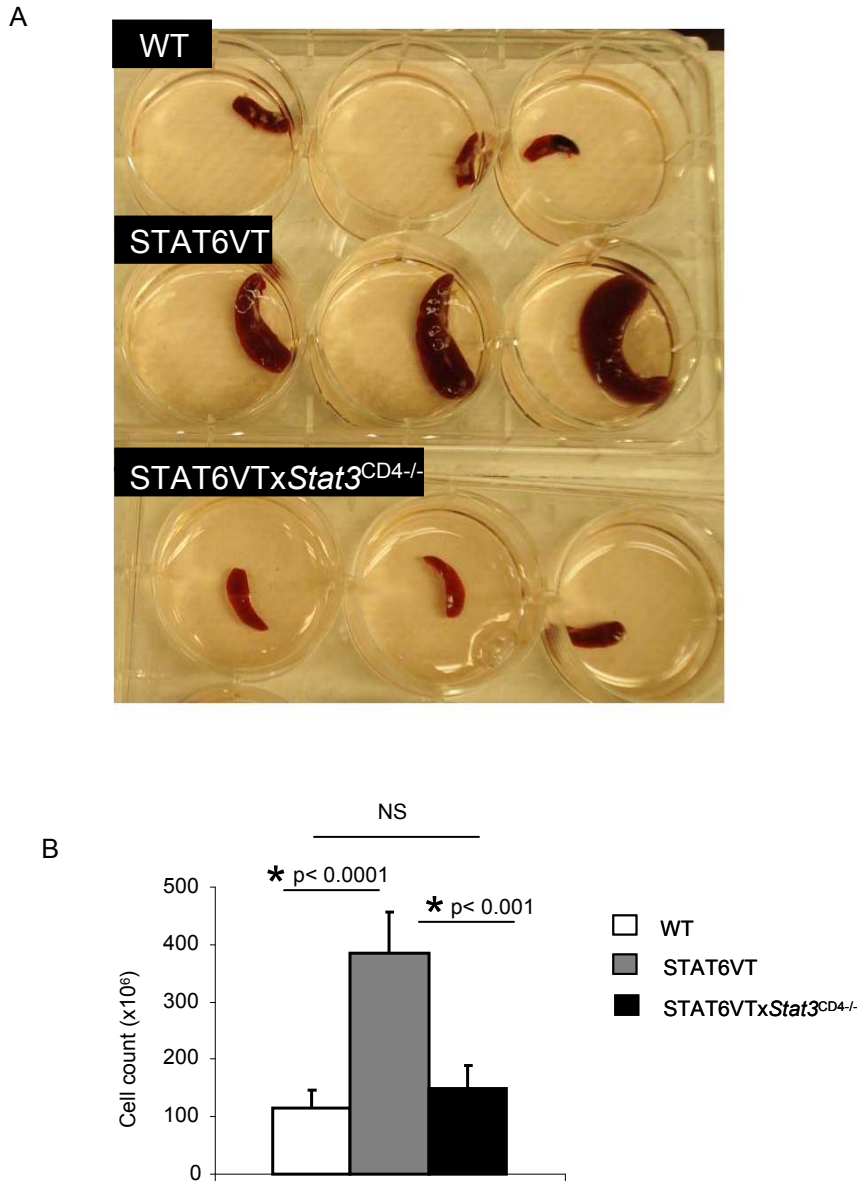 A
WT
STAT6VT
STAT6VTxStat3CD4-/-
B
NS
* p< 0.0001
* p< 0.001
500
400
300
200
100
0
Cell count (x10⁶)
WT
STAT6VT
STAT6VTxStat3CD4-/-